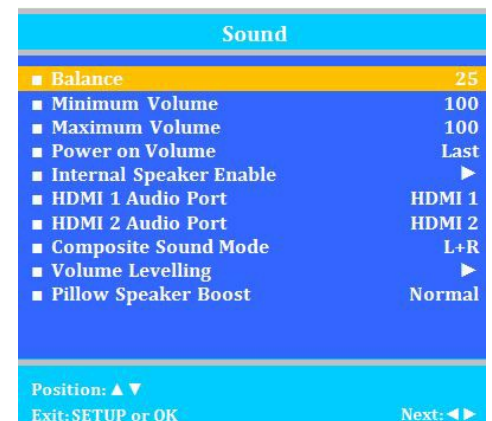 Sound
■ Balance 25
■ Minimum Volume 100
■ Maximum Volume 100
■ Power on Volume Last
■ Internal Speaker Enable ►
■ HDMI 1 Audio Port HDMI 1
■ HDMI 2 Audio Port HDMI 2
■ Composite Sound Mode L+R
■ Volume Levelling ►
■ Pillow Speaker Boost Normal
Position: ▲ ▼
Exit: SETUP or OK Next: ◄►